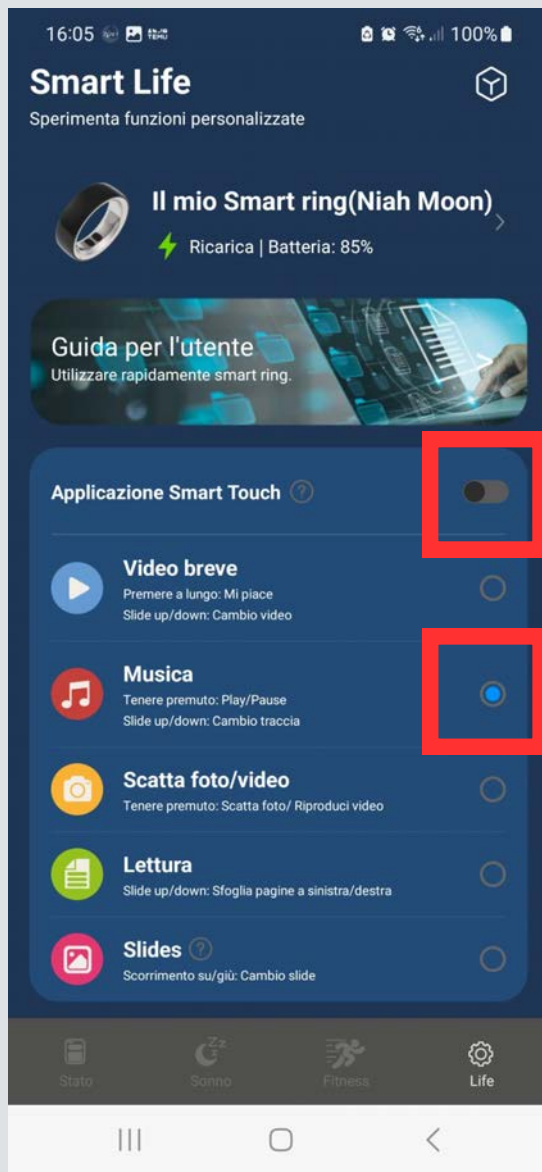 16:05
100%
Smart Life
Sperimenta funzioni personalizzate
Il mio Smart ring(Niah Moon)
Ricarica | Batteria: 85%
Guida per l'utente
Utilizzare rapidamente smart ring.
Applicazione Smart Touch ?
Video breve
Premere a lungo: Mi piace
Slide up/down: Cambio video
Musica
Tenere premuto: Play/Pause
Slide up/down: Cambio traccia
Scatta foto/video
Tenere premuto: Scatta foto/ Riproduci video
Lettura
Slide up/down: Sfoglia pagine a sinistra/destra
Slides ?
Scorrimento su/giù: Cambio slide
Stato
Sonno
Fitness
Life